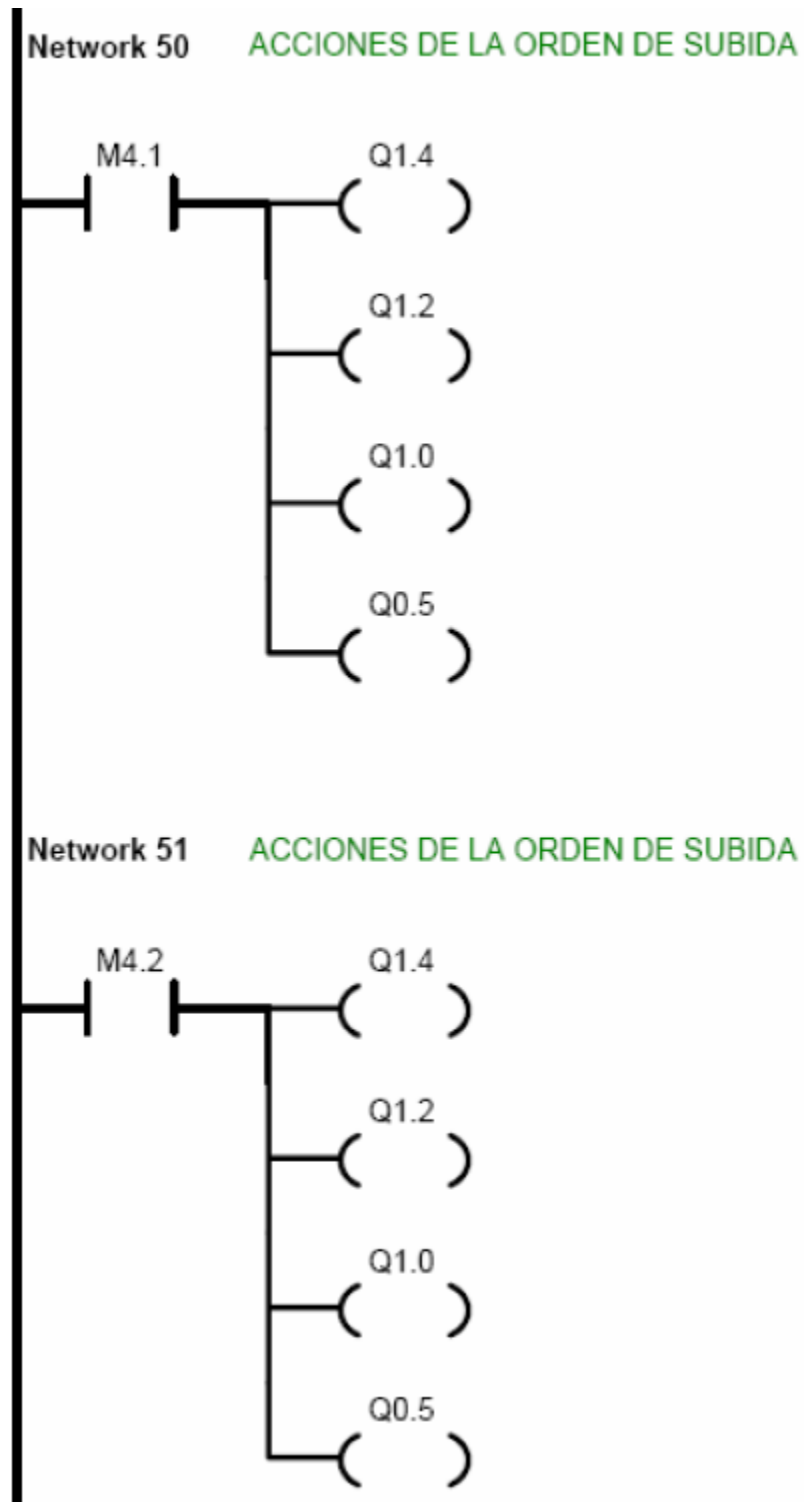 Network 50 ACCIONES DE LA ORDEN DE SUBIDA
M4.1 Q1.4
Q1.2
Q1.0
Q0.5
Network 51 ACCIONES DE LA ORDEN DE SUBIDA
M4.2 Q1.4
Q1.2
Q1.0
Q0.5